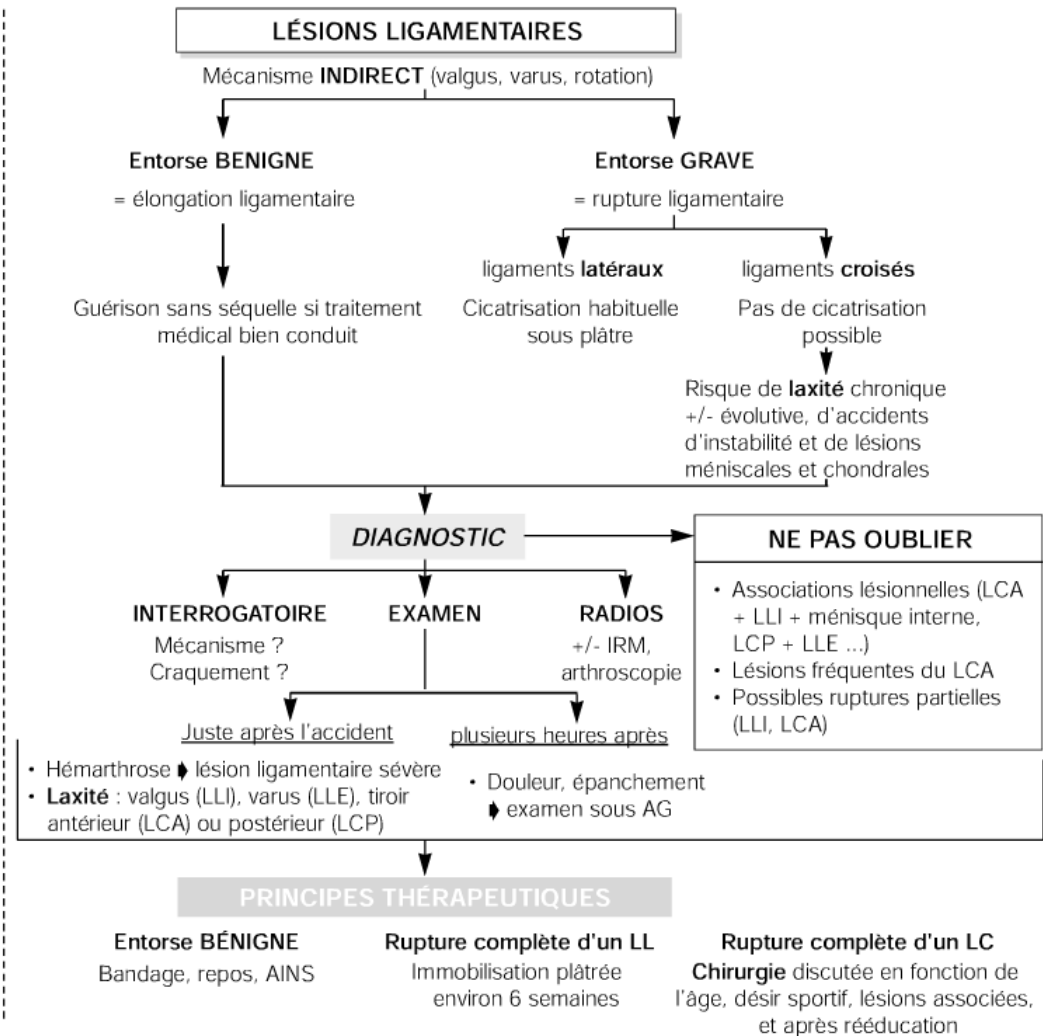 LÉSIONS LIGAMENTAIRES
Mécanisme INDIRECT (valgus, varus, rotation)
Entorse BENIGNE
= élongation ligamentaire
Guérison sans séquelle si traitement
médical bien conduit
Entorse GRAVE
= rupture ligamentaire
ligaments latéraux
Cicatrisation habituelle
sous plâtre
ligaments croisés
Pas de cicatrisation
possible
Risque de laxité chronique
+/- évolutive, d'accidents
d'instabilité et de lésions
méniscales et chondrales
DIAGNOSTIC
NE PAS OUBLIER
• Associations lésionnelles (LCA
+ LLI + ménisque interne,
LCP + LLE ...)
• Lésions fréquentes du LCA
• Possibles ruptures partielles
(LLI, LCA)
INTERROGATOIRE
Mécanisme ?
Craquement ?
EXAMEN
RADIOS
+/- IRM,
arthroscopie
Juste après l'accident
• Hémarthrose ➧ lésion ligamentaire sévère
• Laxité : valgus (LLI), varus (LLE), tiroir
antérieur (LCA) ou postérieur (LCP)
plusieurs heures après
• Douleur, épanchement
➧ examen sous AG
PRINCIPES THÉRAPEUTIQUES
Entorse BÉNIGNE
Bandage, repos, AINS
Rupture complète d'un LL
Immobilisation plâtrée
environ 6 semaines
Rupture complète d'un LC
Chirurgie discutée en fonction de
l'âge, désir sportif, lésions associées,
et après rééducation